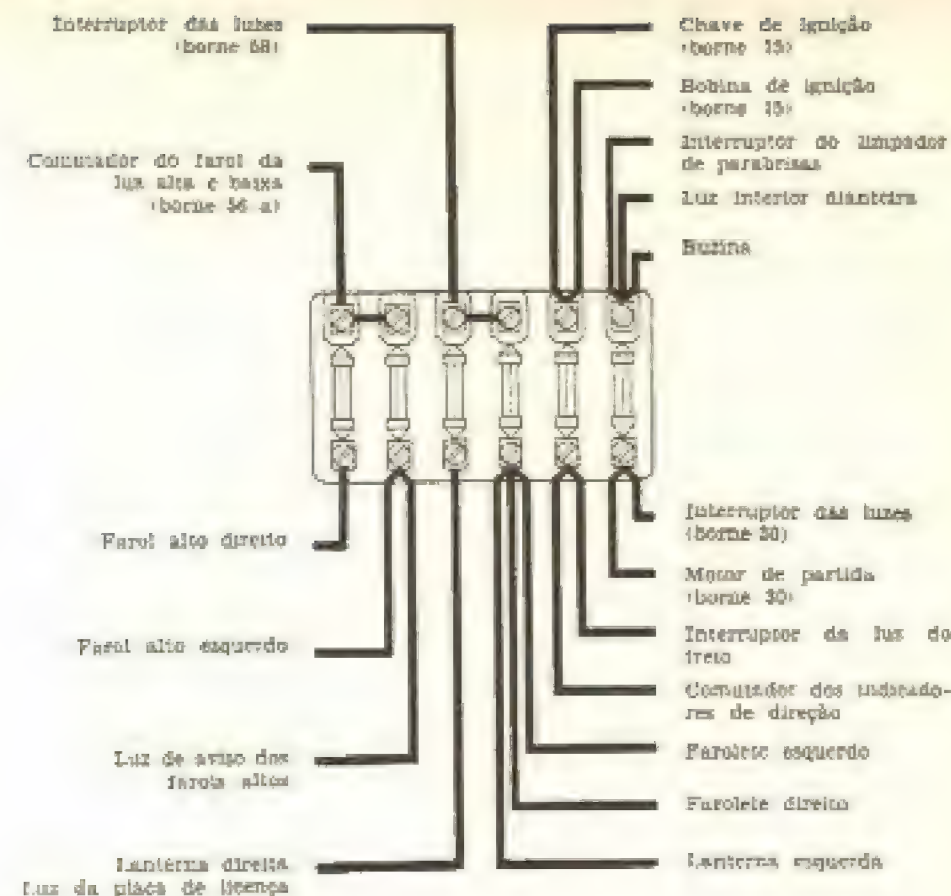 Interruptor das luzes
(borne 58)
Comutador do farol da
luz alta e baixa
(borne 56 a)
Farol alto direito
Farol alto esquerdo
Luz de aviso dos
farois altos
Lanterna direita
Luz da placa de licença
Chave de ignição
(borne 15)
Bobina de ignição
(borne 15)
Interruptor do limpador
de parabrisas
Luz interior dianteira
Buzina
Interruptor das luzes
(borne 30)
Motor de partida
(borne 30)
Interruptor da luz do
freio
Comutador dos indicado-
res de direção
Farolete esquerdo
Farolete direito
Lanterna esquerda